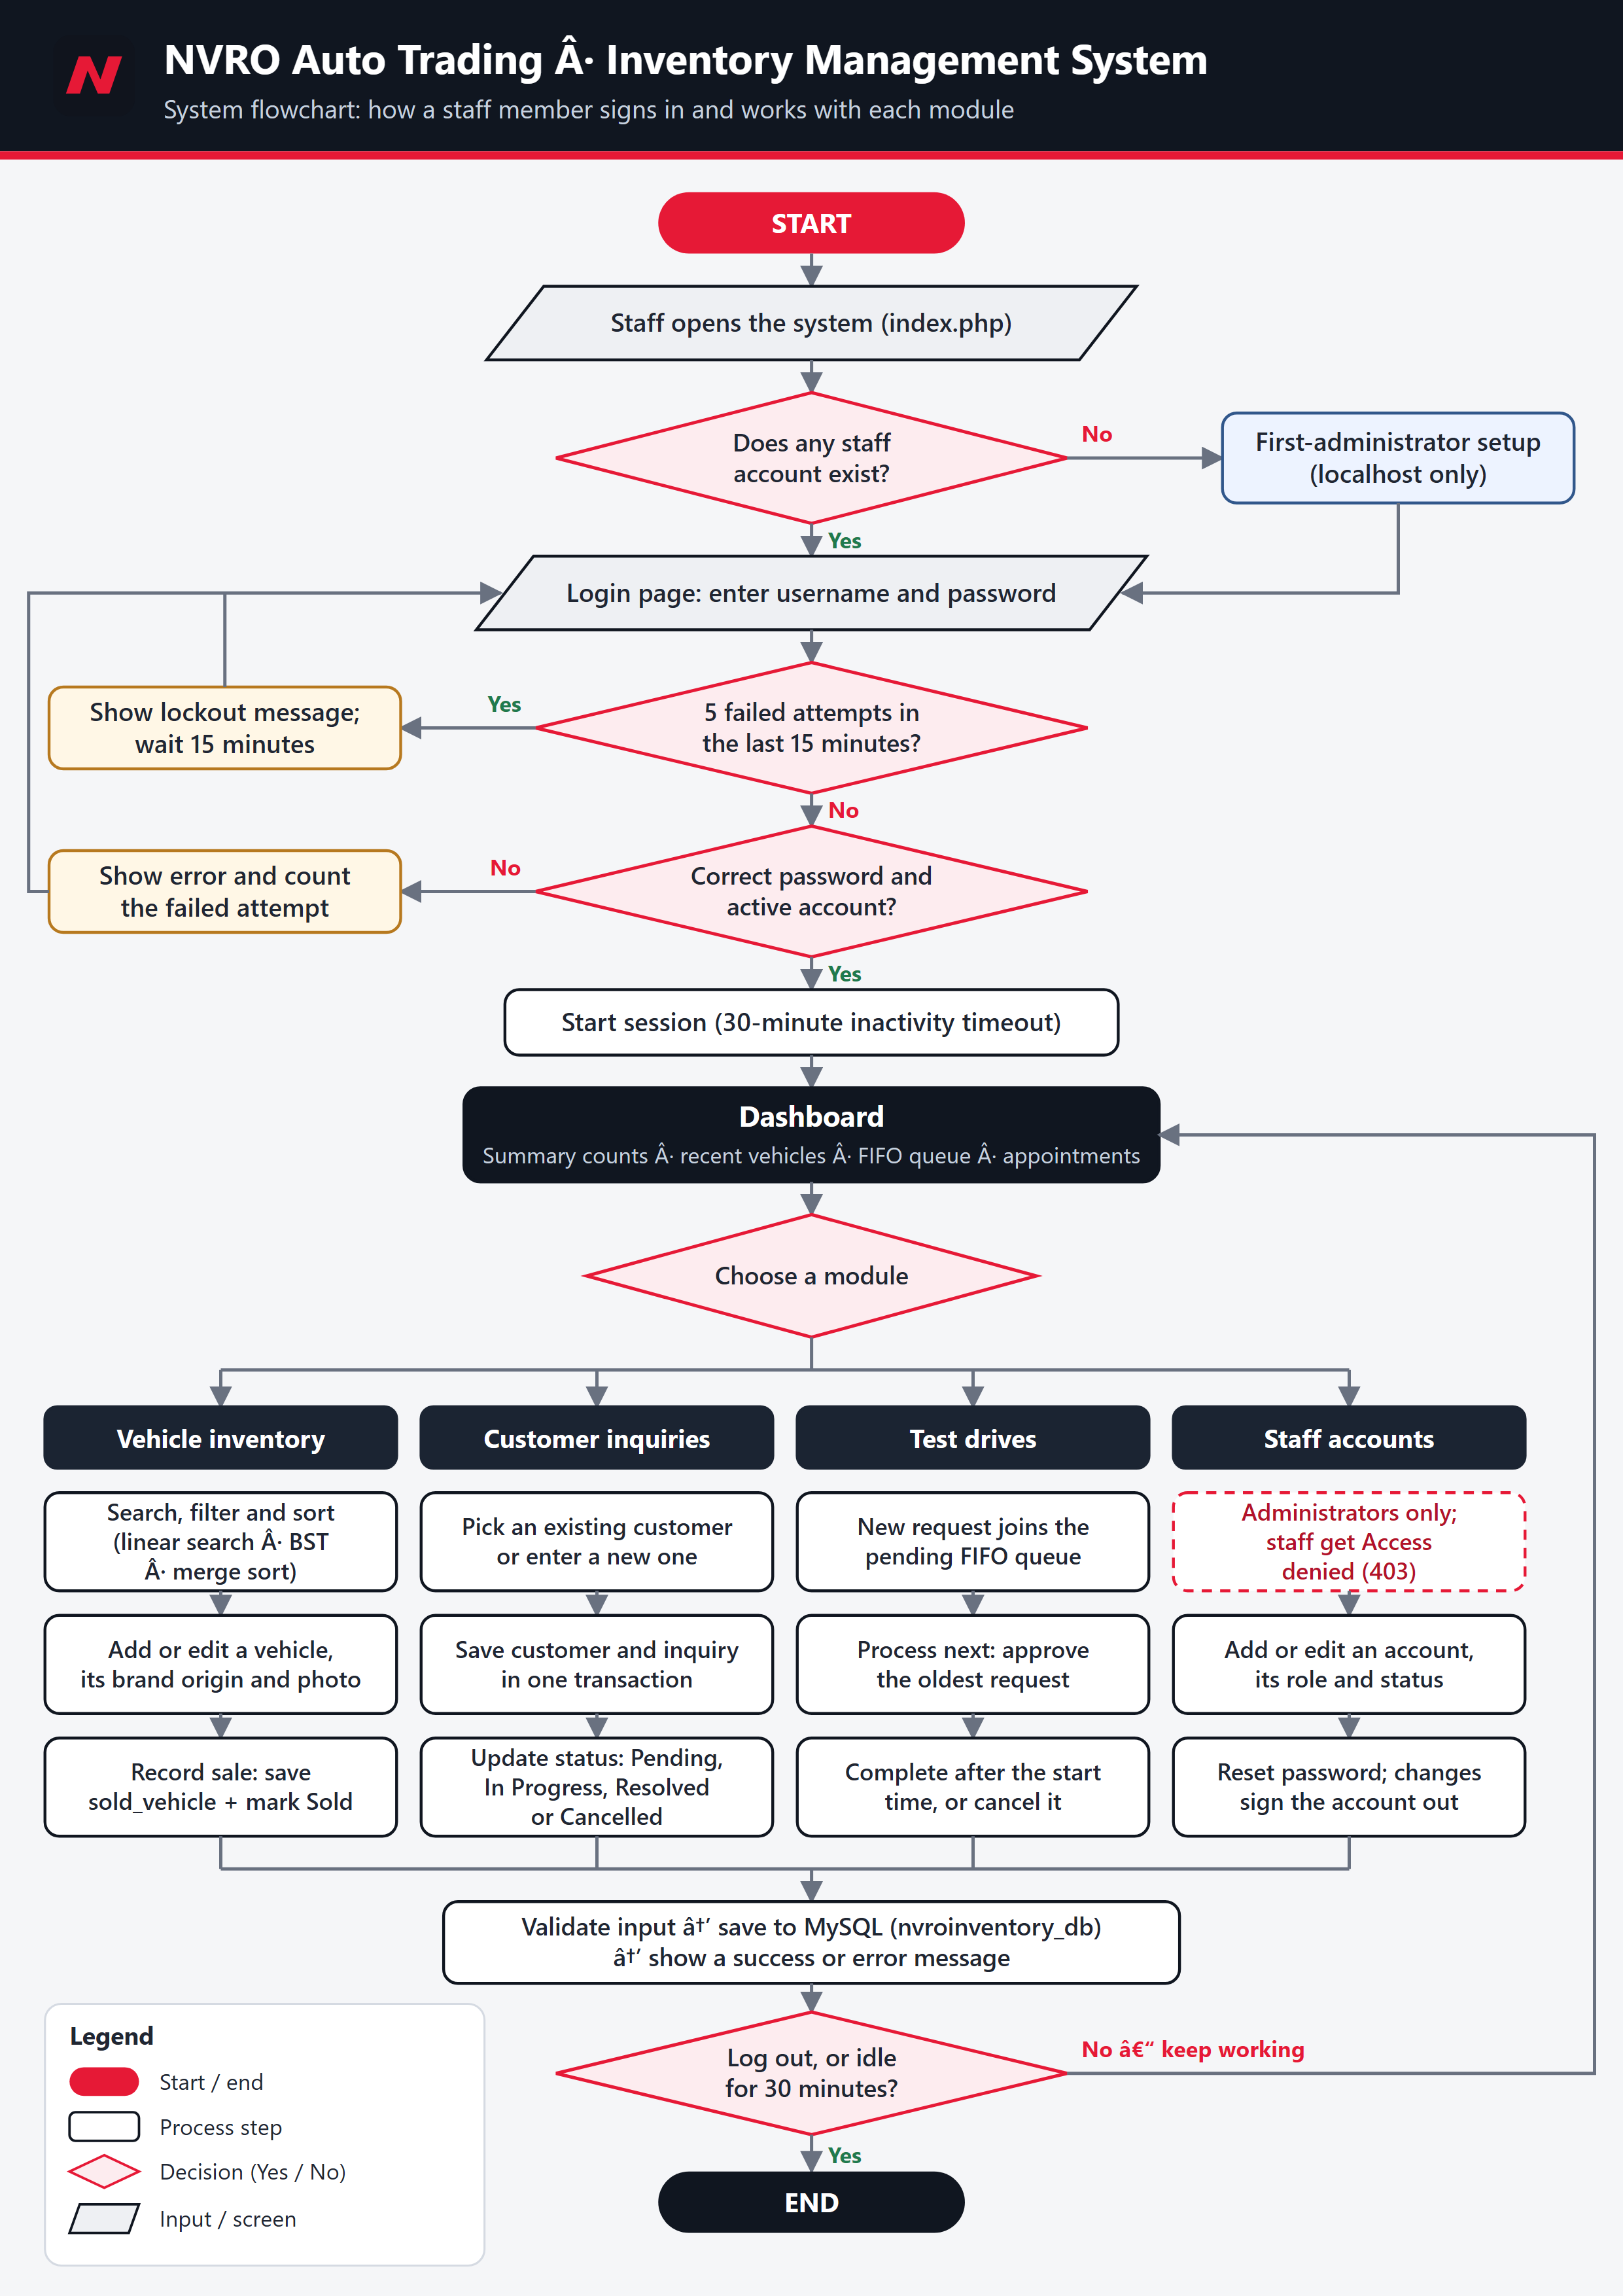 N
NVRO Auto Trading Â· Inventory Management System
System flowchart: how a staff member signs in and works with each module
START
Staff opens the system (index.php)
Does any staff
account exist?
No
First-administrator setup
(localhost only)
Yes
Login page: enter username and password
Show lockout message;
wait 15 minutes
Yes
5 failed attempts in
the last 15 minutes?
No
Show error and count
the failed attempt
No
Correct password and
active account?
Yes
Start session (30-minute inactivity timeout)
Dashboard
Summary counts Â· recent vehicles Â· FIFO queue Â· appointments
Choose a module
Vehicle inventory
Search, filter and sort
(linear search Â· BST
Â· merge sort)
Add or edit a vehicle,
its brand origin and photo
Record sale: save
sold_vehicle + mark Sold
Customer inquiries
Pick an existing customer
or enter a new one
Save customer and inquiry
in one transaction
Update status: Pending,
In Progress, Resolved
or Cancelled
Test drives
New request joins the
pending FIFO queue
Process next: approve
the oldest request
Complete after the start
time, or cancel it
Staff accounts
Administrators only;
staff get Access
denied (403)
Add or edit an account,
its role and status
Reset password; changes
sign the account out
Validate input â†’ save to MySQL (nvroinventory_db)
â†’ show a success or error message
Log out, or idle
for 30 minutes?
No â€“ keep working
Yes
END
Legend
Start / end
Process step
Decision (Yes / No)
Input / screen